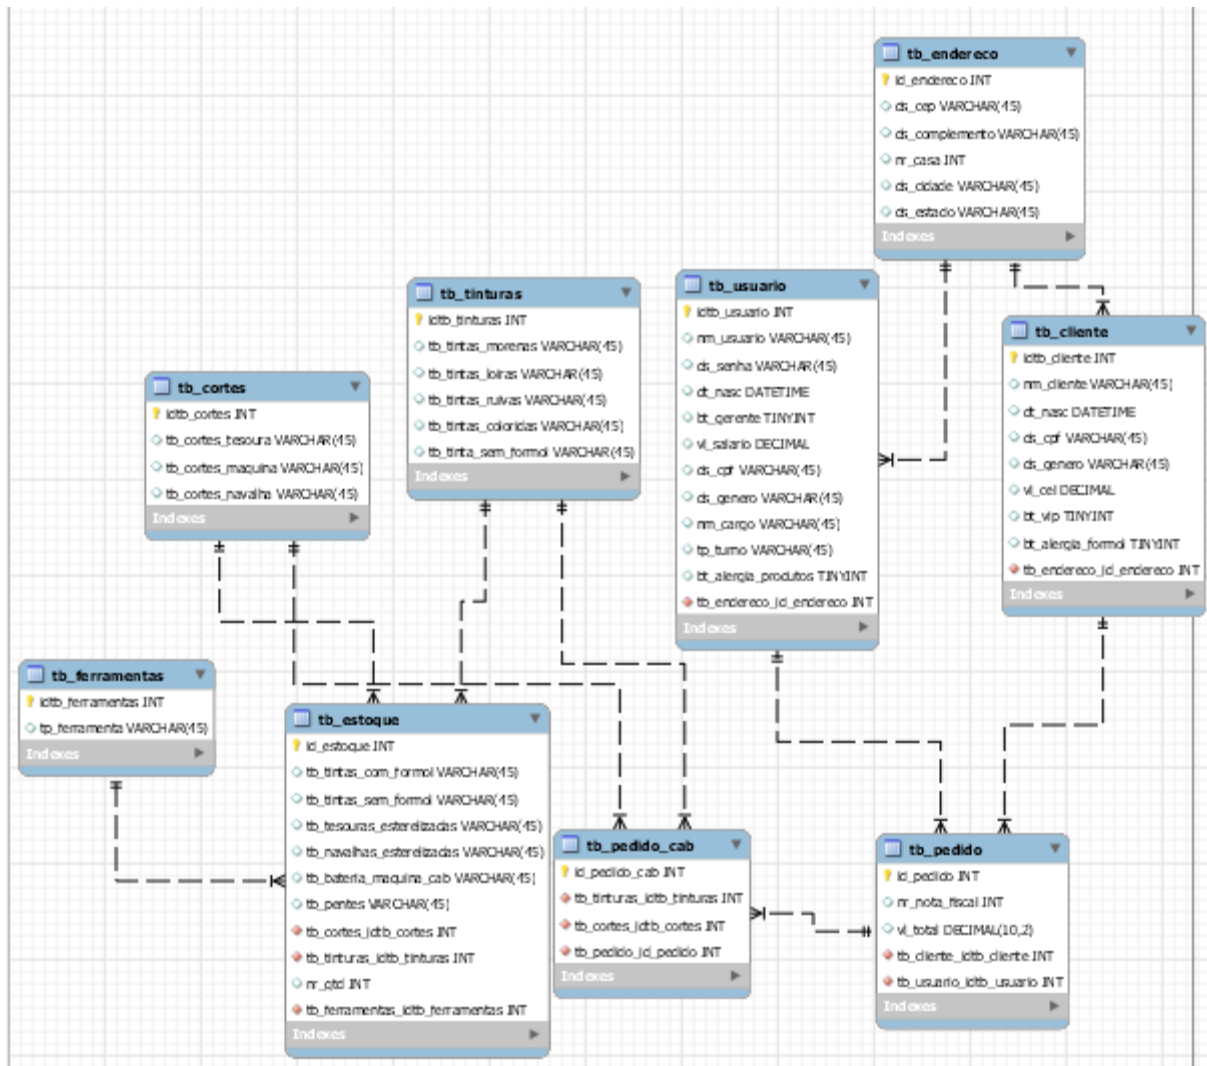 tb_endereco
id_endereco INT
ds_cep VARCHAR(45)
ds_complemento VARCHAR(45)
nr_casa INT
ds_cidade VARCHAR(45)
ds_estado VARCHAR(45)
Indexes
tb_tinturas
idtb_tinturas INT
tb_tintas_morenas VARCHAR(45)
tb_tintas_loiras VARCHAR(45)
tb_tintas_ruivas VARCHAR(45)
tb_tintas_coloridas VARCHAR(45)
tb_tinta_sem_formol VARCHAR(45)
Indexes
tb_usuario
idtb_usuario INT
nm_usuario VARCHAR(45)
ds_senha VARCHAR(45)
dt_nasc DATETIME
bt_gerente TINYINT
vl_salario DECIMAL
ds_cpf VARCHAR(45)
ds_genero VARCHAR(45)
nm_cargo VARCHAR(45)
tp_turno VARCHAR(45)
bt_alergia_produtos TINYINT
tb_endereco_id_endereco INT
Indexes
tb_cliente
idtb_cliente INT
nm_cliente VARCHAR(45)
dt_nasc DATETIME
ds_cpf VARCHAR(45)
ds_genero VARCHAR(45)
vl_cel DECIMAL
bt_vip TINYINT
bt_alergia_formol TINYINT
tb_endereco_id_endereco INT
Indexes
tb_cortes
idtb_cortes INT
tb_cortes_tesoura VARCHAR(45)
tb_cortes_maquina VARCHAR(45)
tb_cortes_navalha VARCHAR(45)
Indexes
tb_ferramentas
idtb_ferramentas INT
tp_ferramenta VARCHAR(45)
Indexes
tb_estoque
id_estoque INT
tb_tintas_com_formol VARCHAR(45)
tb_tintas_sem_formol VARCHAR(45)
tb_tesouras_esterelizadas VARCHAR(45)
tb_navalhas_esterelizadas VARCHAR(45)
tb_bateria_maquina_cab VARCHAR(45)
tb_pentes VARCHAR(45)
tb_cortes_idtb_cortes INT
tb_tinturas_idtb_tinturas INT
nr_qtd INT
tb_ferramentas_idtb_ferramentas INT
Indexes
tb_pedido_cab
id_pedido_cab INT
tb_tinturas_idtb_tinturas INT
tb_cortes_idtb_cortes INT
tb_pedido_id_pedido INT
Indexes
tb_pedido
id_pedido INT
nr_nota_fiscal INT
vl_total DECIMAL(10,2)
tb_cliente_idtb_cliente INT
tb_usuario_idtb_usuario INT
Indexes